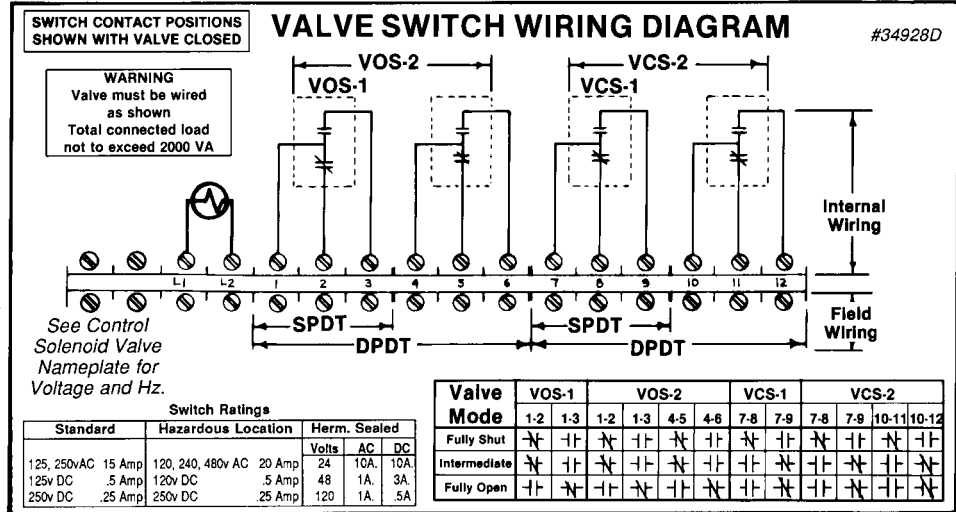 SWITCH CONTACT POSITIONS
SHOWN WITH VALVE CLOSED
VALVE SWITCH WIRING DIAGRAM
#34928D
WARNING
Valve must be wired
as shown
Total connected load
not to exceed 2000 VA
VOS-2
VOS-1
VCS-2
VCS-1
Internal
Wiring
L1 L2 1 2 3 4 5 6 7 8 9 10 11 12
Field
Wiring
SPDT SPDT
DPDT DPDT
See Control
Solenoid Valve
Nameplate for
Voltage and Hz.
Switch Ratings
Standard Hazardous Location Herm. Sealed
Volts AC DC
125, 250vAC 15 Amp 120, 240, 480v AC 20 Amp 24 10A. 10A.
125v DC .5 Amp 120v DC .5 Amp 48 1A. 3A.
250v DC .25 Amp 250v DC .25 Amp 120 1A. .5A
Valve Mode VOS-1 VOS-2 VCS-1 VCS-2
1-2 1-3 1-2 1-3 4-5 4-6 7-8 7-9 7-8 7-9 10-11 10-12
Fully Shut
Intermediate
Fully Open